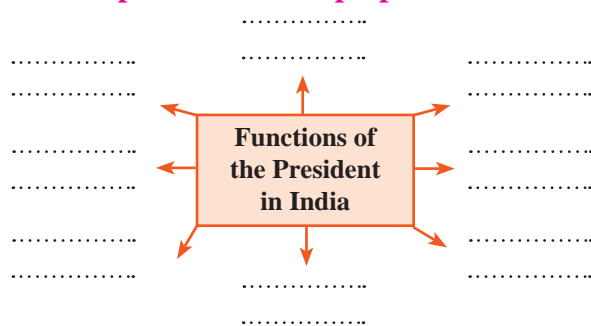 Functions of
the President
in India